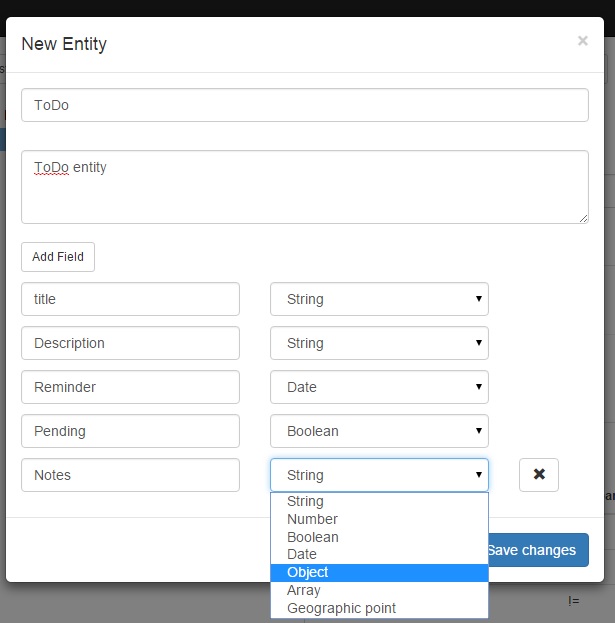 New Entity ×
ToDo
ToDo entity
Add Field
title String
Description String
Reminder Date
Pending Boolean
Notes String
String
Number
Boolean
Date
Object
Array
Geographic point
Save changes
!=